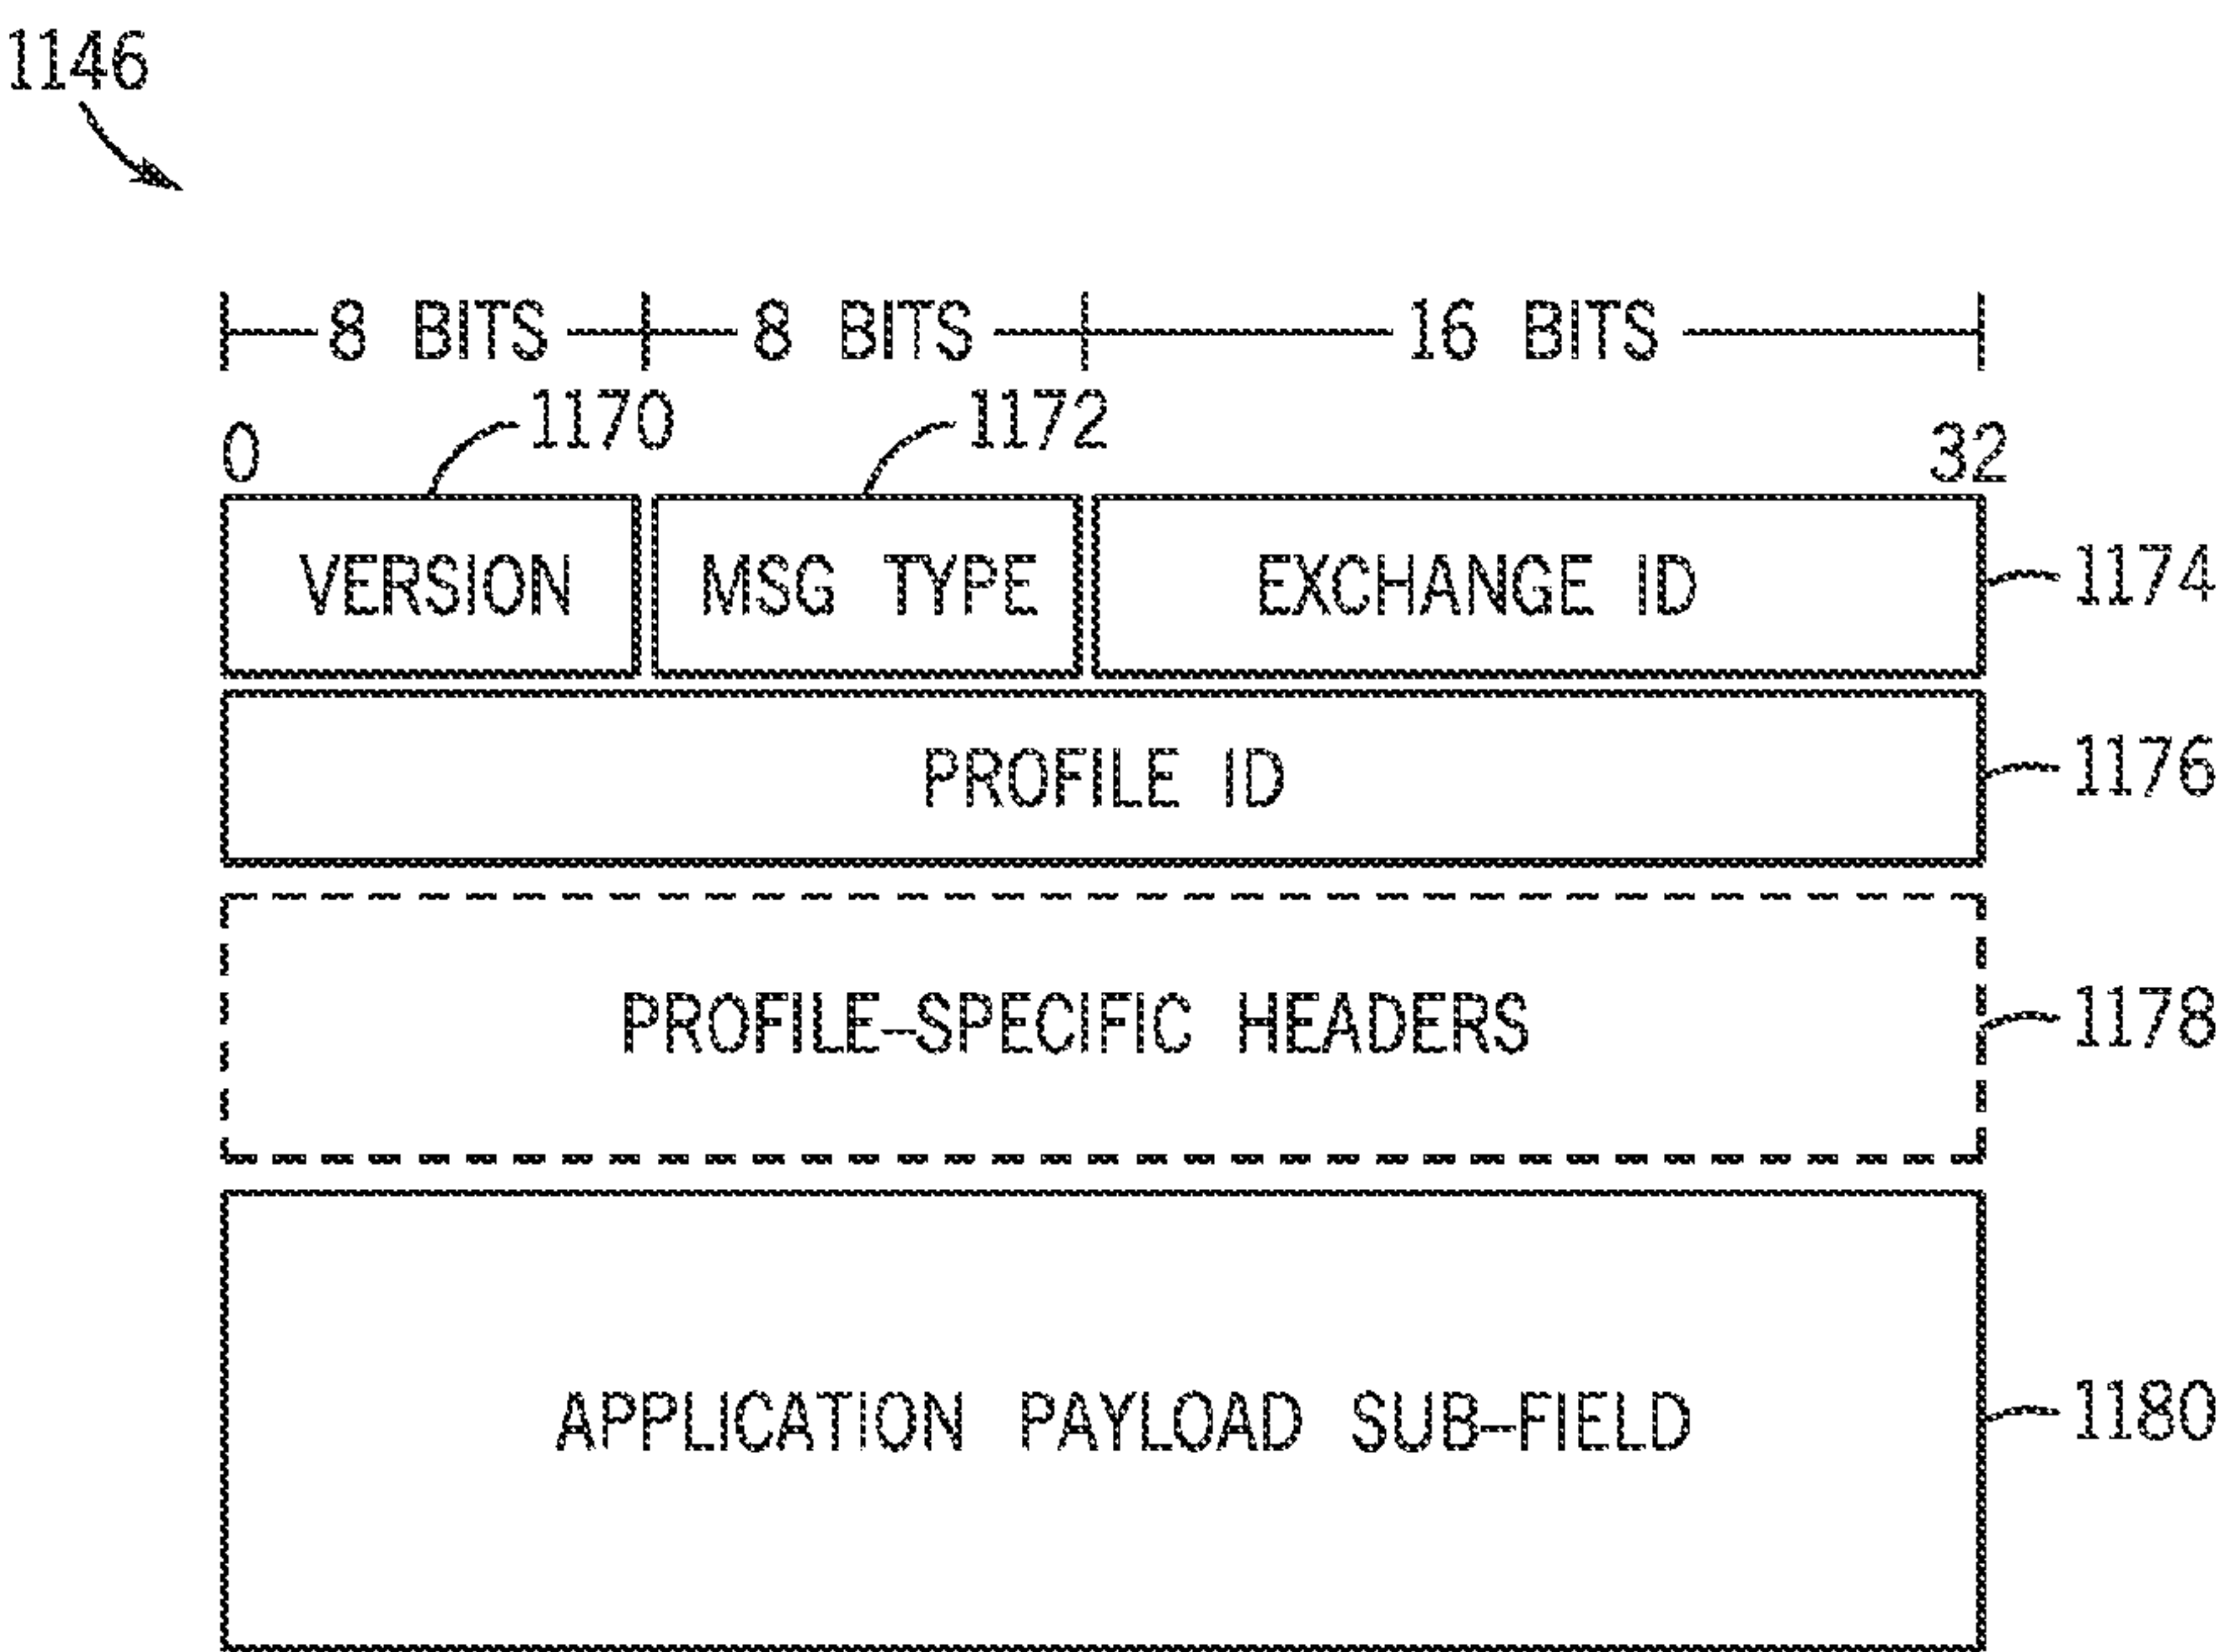 1146
8 BITS 8 BITS 16 BITS
0 1170 1172 32
VERSION MSG TYPE EXCHANGE ID 1174
PROFILE ID 1176
PROFILE-SPECIFIC HEADERS 1178
APPLICATION PAYLOAD SUB-FIELD 1180